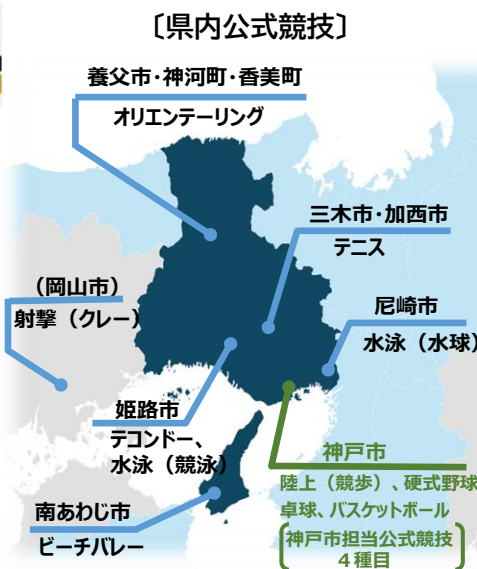 〔県内公式競技〕
養父市・神河町・香美町
オリエンテーリング
三木市・加西市
テニス
（岡山市）
射撃（クレー）
尼崎市
水泳（水球）
姫路市
テコンドー、
水泳（競泳）
神戸市
陸上（競歩）、硬式野球
卓球、バスケットボール
神戸市担当公式競技
４種目
南あわじ市
ビーチバレー